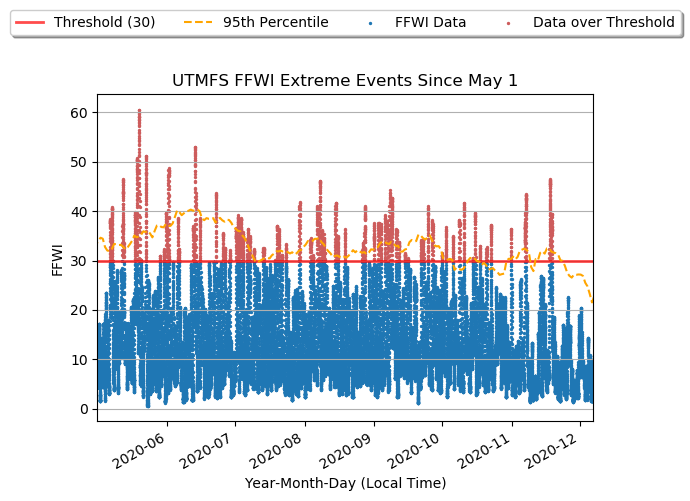 Threshold (30) 95th Percentile FFWI Data Data over Threshold
UTMFS FFWI Extreme Events Since May 1
60
50
40
30
20
10
0
FFWI
2020-06 2020-07 2020-08 2020-09 2020-10 2020-11 2020-12
Year-Month-Day (Local Time)